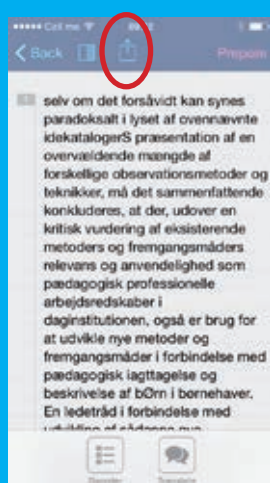 Back
selv om det forsåvidt kan synes
paradoksalt i lyset af ovennævnte
idekatalogerS præsentation af en
overvældende mængde af
forskellige observationsmetoder og
teknikker, må det sammenfattende
konkluderes, at der, udover en
kritisk vurdering af eksisterende
metoders og fremgangsmåders
relevans og anvendelighed som
pædagogisk professionelle
arbejdsredskaber i
daginstitutionen, også er brug for
at udvikle nye metoder og
fremgangsmåder i forbindelse med
pædagogisk iagttagelse og
beskrivelse af bØrn i børnehaver.
En ledetråd i forbindelse med